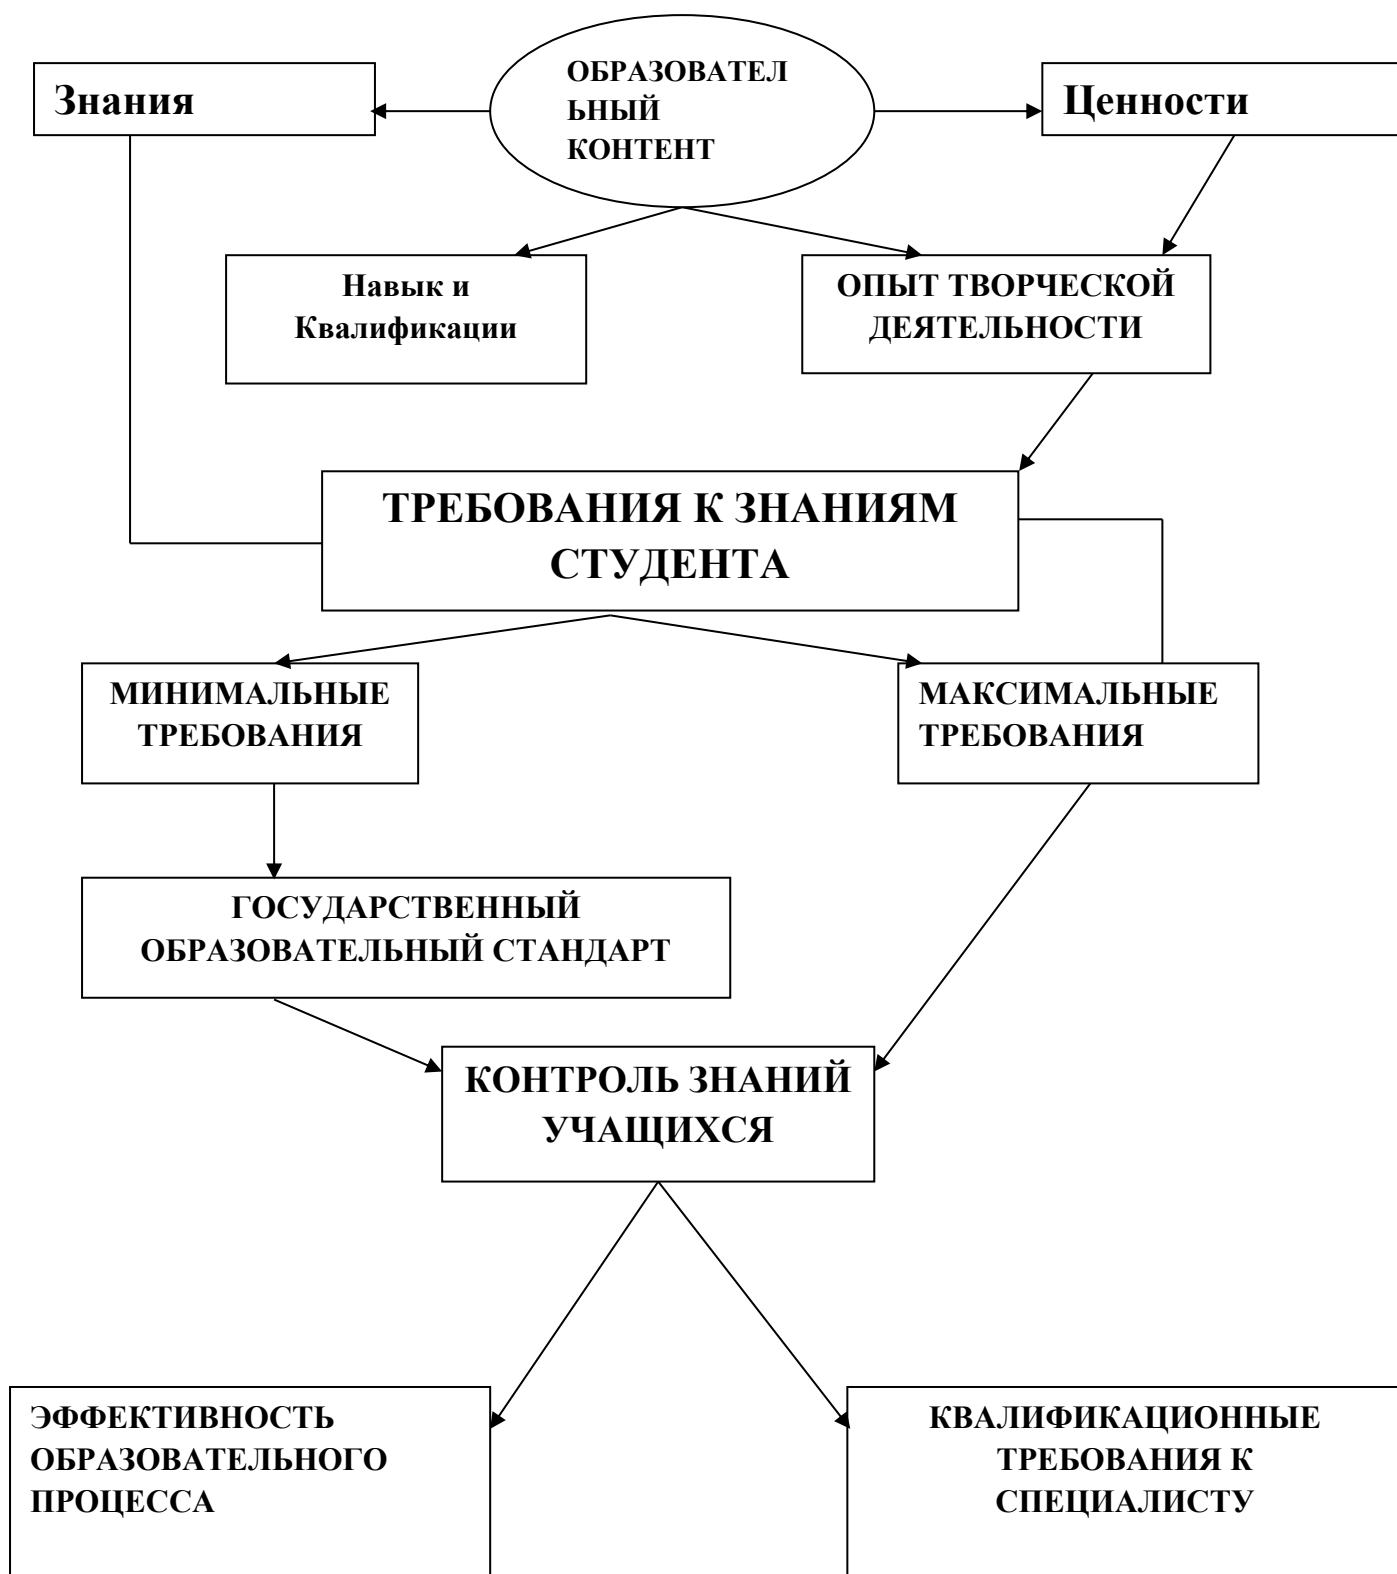 Знания
ОБРАЗОВАТЕЛ
ЬНЫЙ
КОНТЕНТ
Ценности
Навык и
Квалификации
ОПЫТ ТВОРЧЕСКОЙ
ДЕЯТЕЛЬНОСТИ
ТРЕБОВАНИЯ К ЗНАНИЯМ
СТУДЕНТА
МИНИМАЛЬНЫЕ
ТРЕБОВАНИЯ
МАКСИМАЛЬНЫЕ
ТРЕБОВАНИЯ
ГОСУДАРСТВЕННЫЙ
ОБРАЗОВАТЕЛЬНЫЙ СТАНДАРТ
КОНТРОЛЬ ЗНАНИЙ
УЧАЩИХСЯ
ЭФФЕКТИВНОСТЬ
ОБРАЗОВАТЕЛЬНОГО
ПРОЦЕССА
КВАЛИФИКАЦИОННЫЕ
ТРЕБОВАНИЯ К
СПЕЦИАЛИСТУ